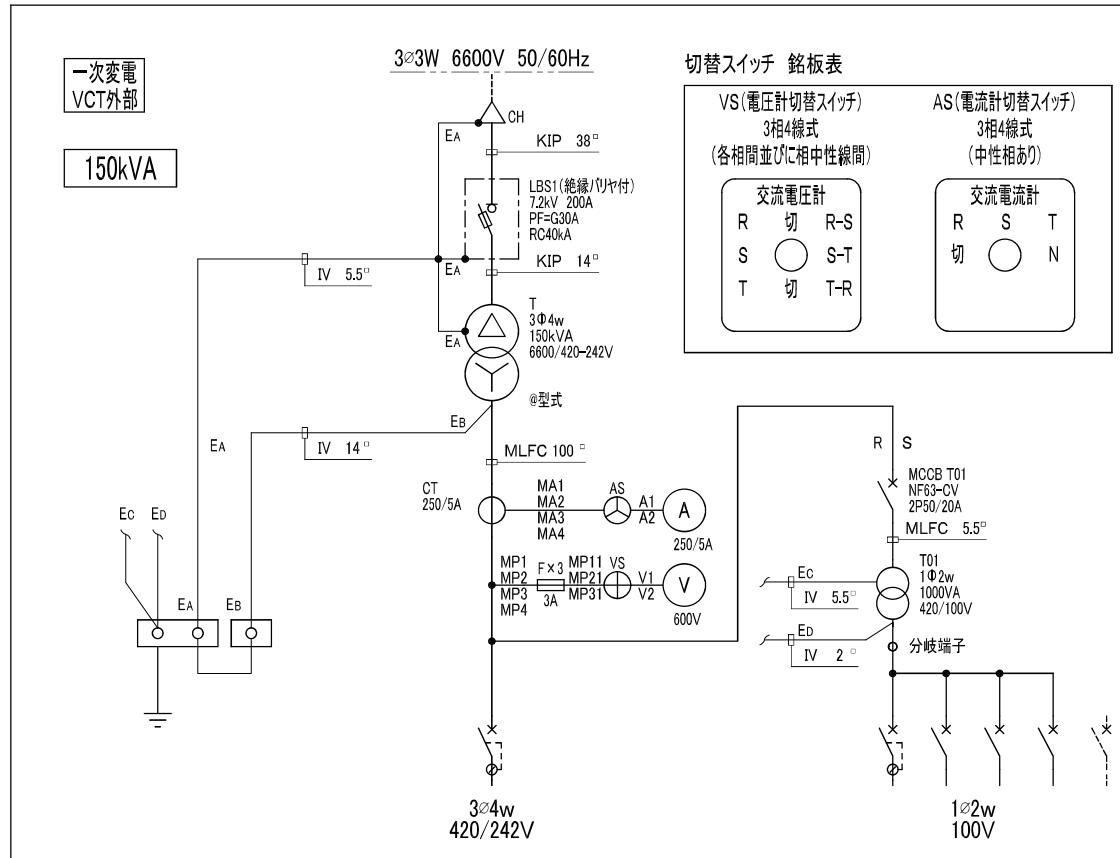 3∅3W 6600V 50/60Hz
一次変電
VCT外部
150kVA
CH
EA
KIP 38□
LBS1(絶縁バリヤ付)
7.2kV 200A
PF=G30A
RC40kA
EA
KIP 14□
IV 5.5□
T
3Φ4w
150kVA
6600/420-242V
EA
@型式
EB
IV 14□
EA
MLFC 100 □
CT
250/5A
MA1
MA2
MA3
MA4
AS
A1
A2
A
250/5A
MP1
MP2
MP3
MP4
F×3
3A
MP11
MP21
MP31
VS
V1
V2
V
600V
EC
ED
EA
EB
3∅4w
420/242V
切替スイッチ 銘板表
VS(電圧計切替スイッチ)
3相4線式
(各相間並びに相中性線間)
交流電圧計
R 切 R-S
S S-T
T 切 T-R
AS(電流計切替スイッチ)
3相4線式
(中性相あり)
交流電流計
R S T
切 N
R S
MCCB T01
NF63-CV
2P50/20A
MLFC 5.5□
T01
1Φ2w
1000VA
420/100V
EC
IV 5.5□
ED
IV 2 □
分岐端子
1∅2w
100V